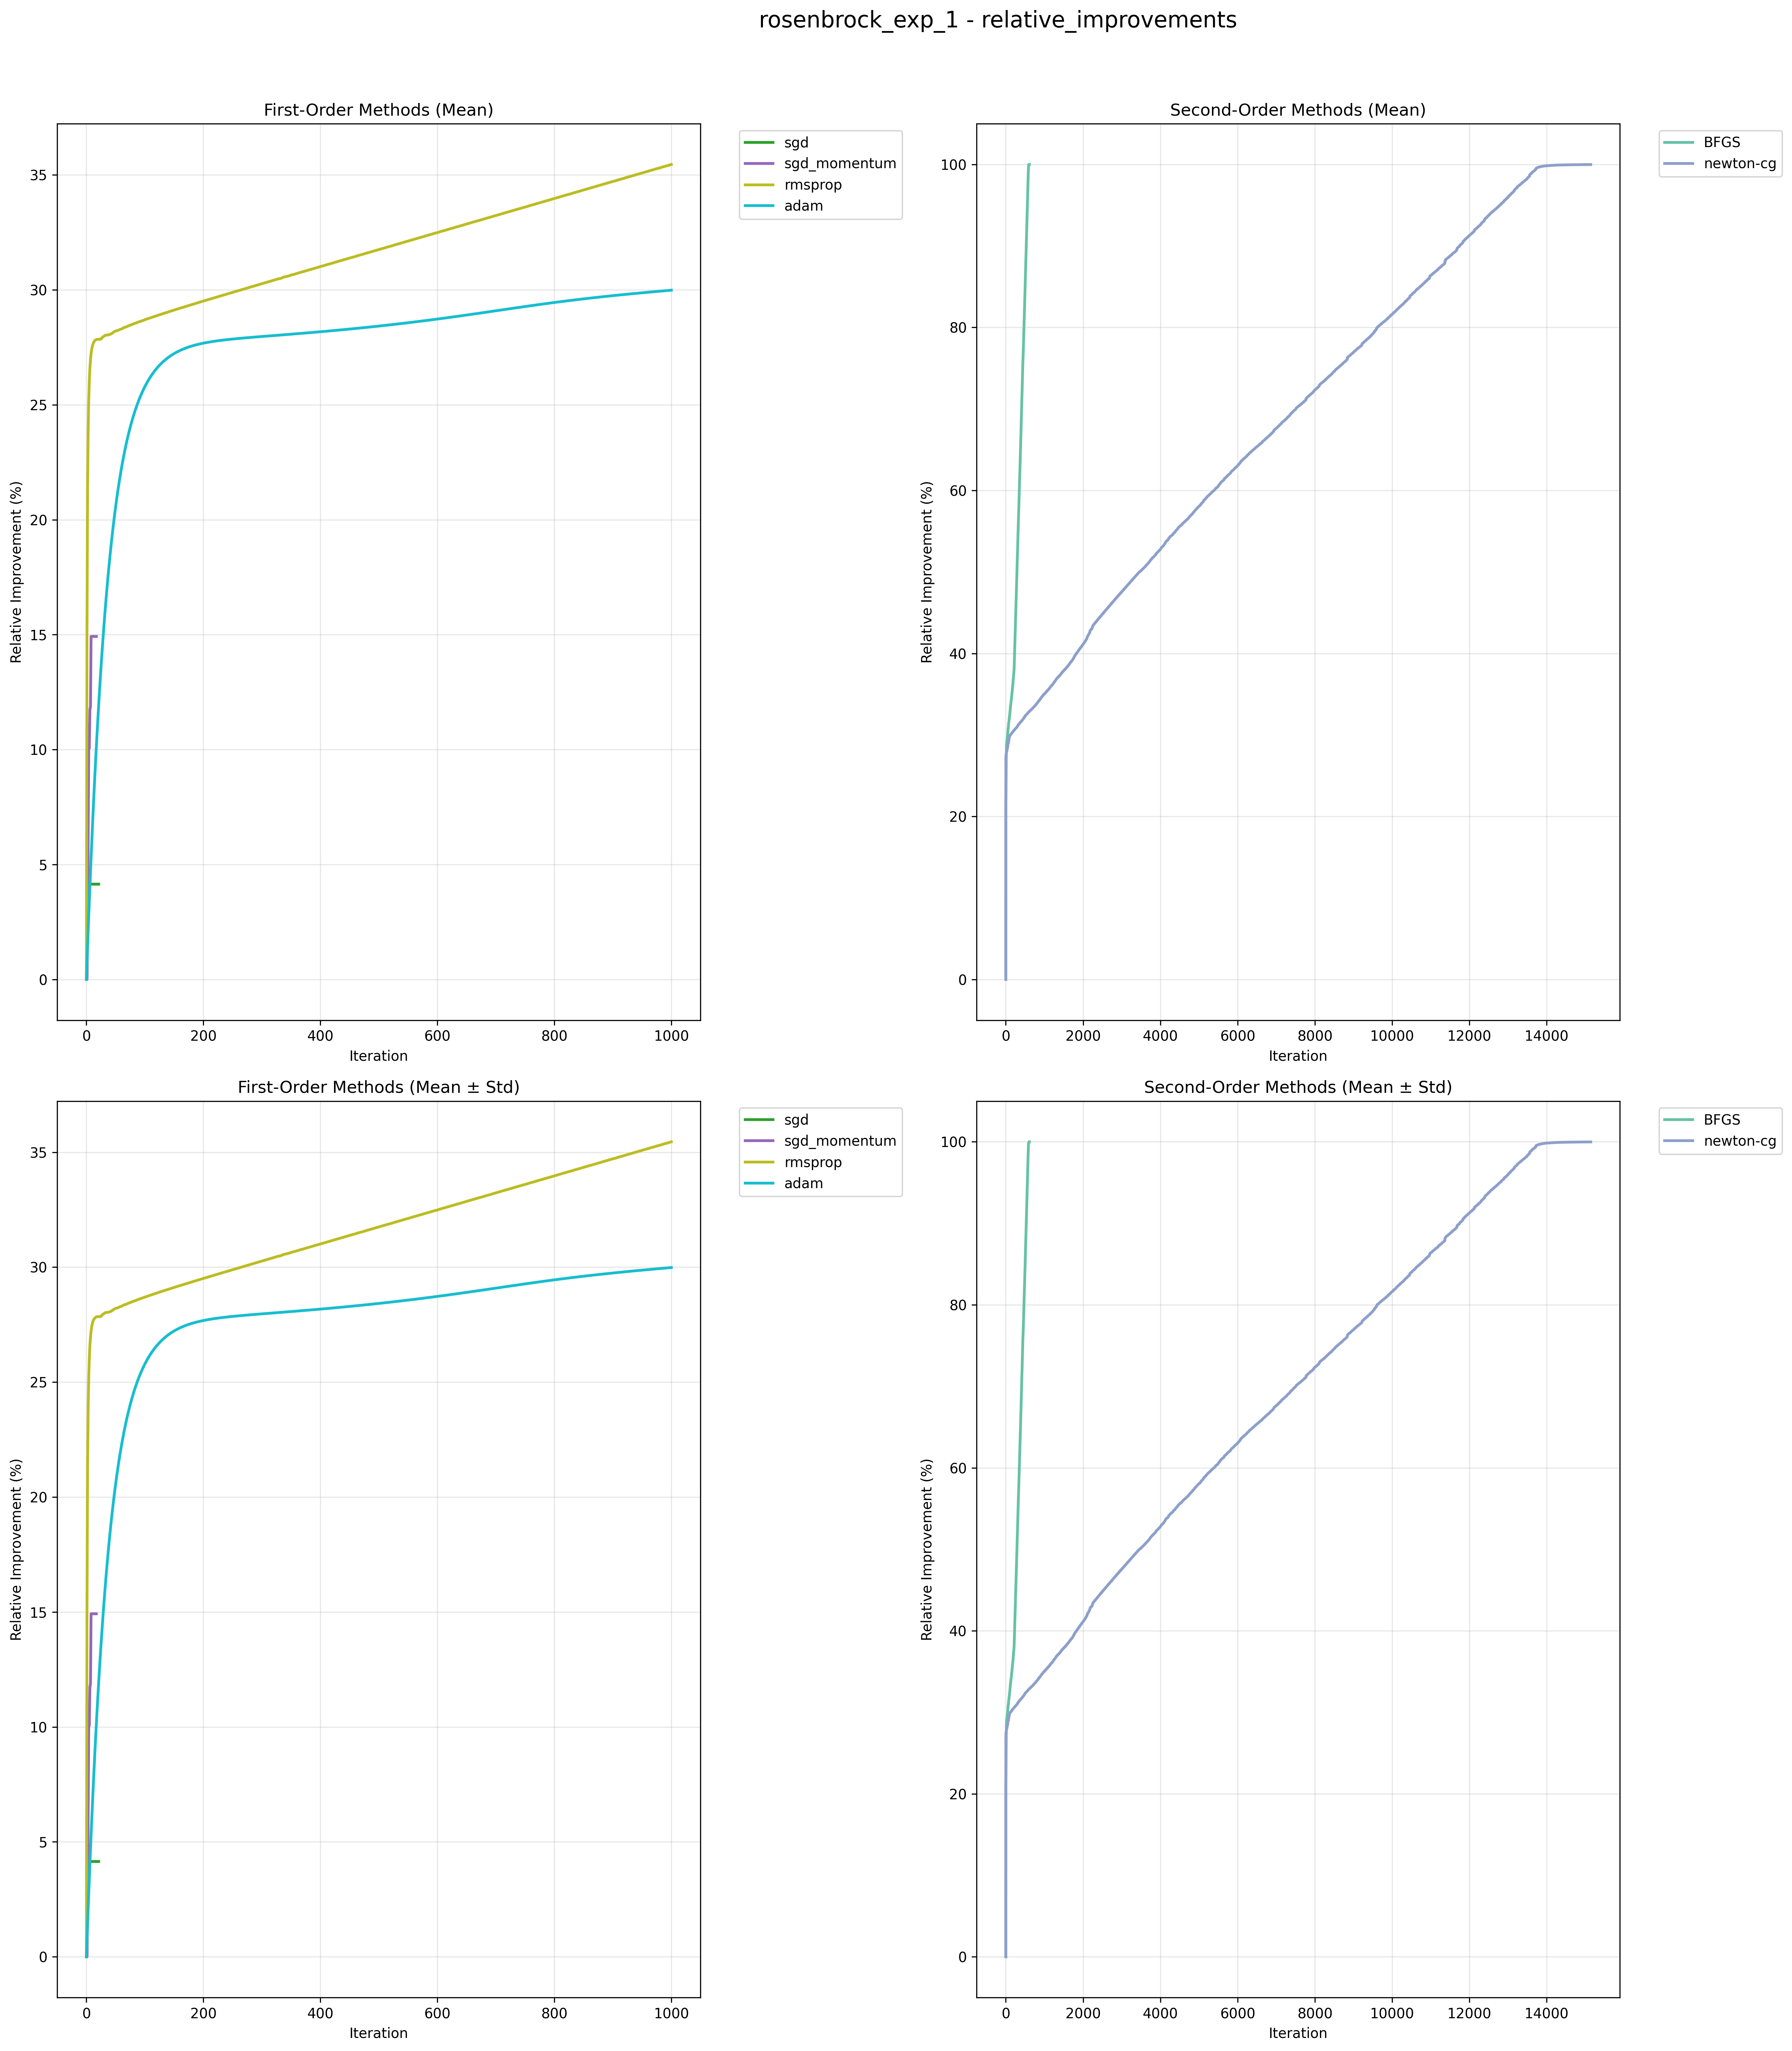 rosenbrock_exp_1 - relative_improvements
First-Order Methods (Mean)
Relative Improvement (%)
35
30
25
20
15
10
5
0
0 200 400 600 800 1000
Iteration
sgd
sgd_momentum
rmsprop
adam
Second-Order Methods (Mean)
Relative Improvement (%)
100
80
60
40
20
0
0 2000 4000 6000 8000 10000 12000 14000
Iteration
BFGS
newton-cg
First-Order Methods (Mean ± Std)
Relative Improvement (%)
35
30
25
20
15
10
5
0
0 200 400 600 800 1000
Iteration
sgd
sgd_momentum
rmsprop
adam
Second-Order Methods (Mean ± Std)
Relative Improvement (%)
100
80
60
40
20
0
0 2000 4000 6000 8000 10000 12000 14000
Iteration
BFGS
newton-cg